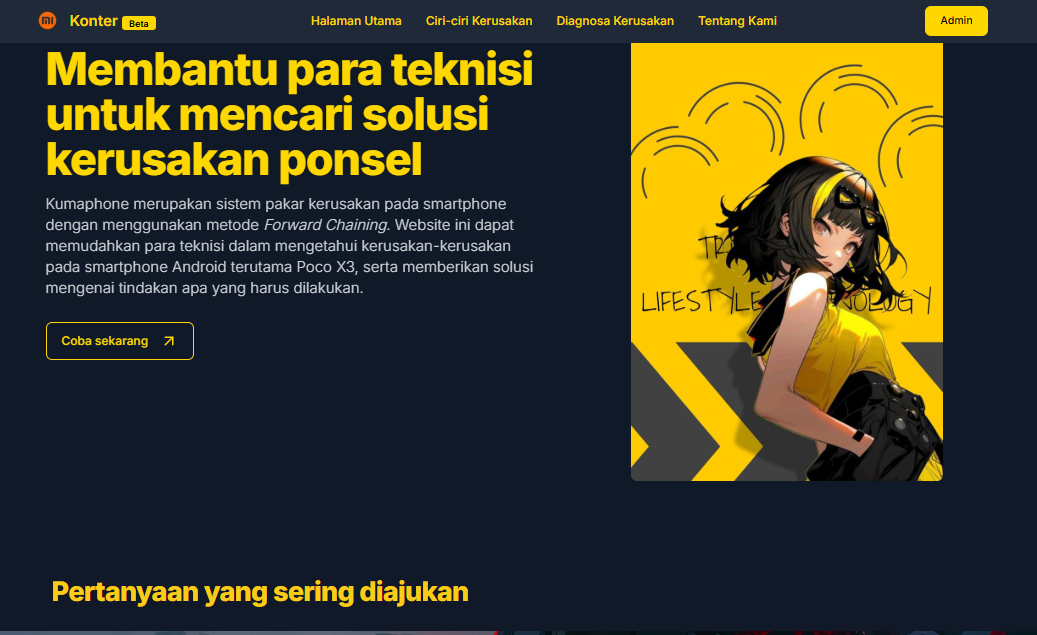 mi
Konter Beta
Halaman Utama
Ciri-ciri Kerusakan
Diagnosa Kerusakan
Tentang Kami
Admin
Membantu para teknisi
untuk mencari solusi
kerusakan ponsel
Kumaphone merupakan sistem pakar kerusakan pada smartphone
dengan menggunakan metode Forward Chaining. Website ini dapat
memudahkan para teknisi dalam mengetahui kerusakan-kerusakan
pada smartphone Android terutama Poco X3, serta memberikan solusi
mengenai tindakan apa yang harus dilakukan.
Coba sekarang
LIFESTYLE
Pertanyaan yang sering diajukan